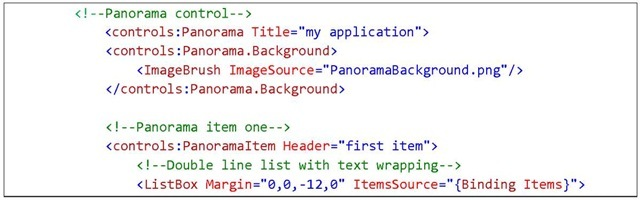 <!--Panorama control-->
<controls:Panorama Title="my application">
<controls:Panorama.Background>
<ImageBrush ImageSource="PanoramaBackground.png"/>
</controls:Panorama.Background>
<!--Panorama item one-->
<controls:PanoramaItem Header="first item">
<!--Double line list with text wrapping-->
<ListBox Margin="0,0,-12,0" ItemsSource="{Binding Items}">